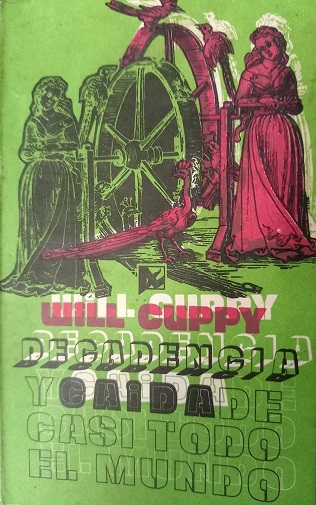 WILL CUPPY
DECADENCIA
Y CAIDA DE
CASI TODO
EL MUNDO